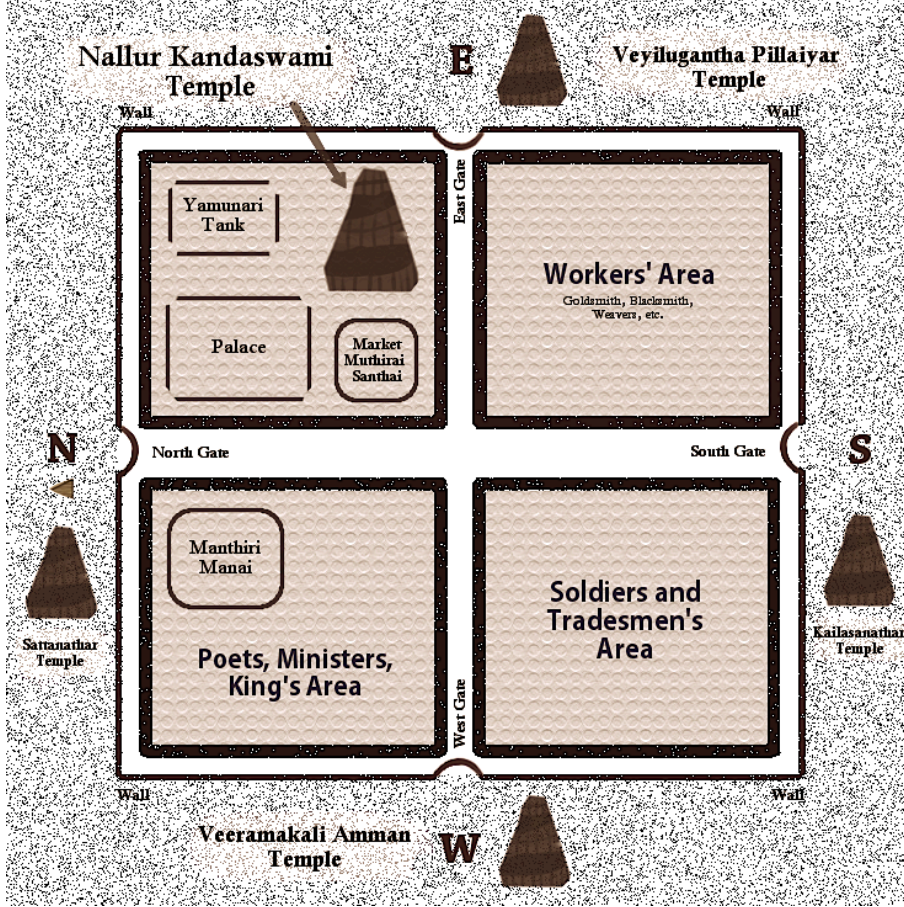 Nallur Kandaswami
Temple
E
Veyilugantha Pillaiyar
Temple
Wall
Wall
East Gate
Yamunari
Tank
Workers' Area
Goldsmith, Blacksmith,
Weavers, etc.
Palace
Market
Muthirai
Santhai
N
North Gate
South Gate
S
Manthiri
Manai
Soldiers and
Tradesmen's
Area
Sattanathar
Temple
Kailasanathar
Temple
Poets, Ministers,
King's Area
West Gate
Wall
Wall
Veeramakali Amman
Temple
W